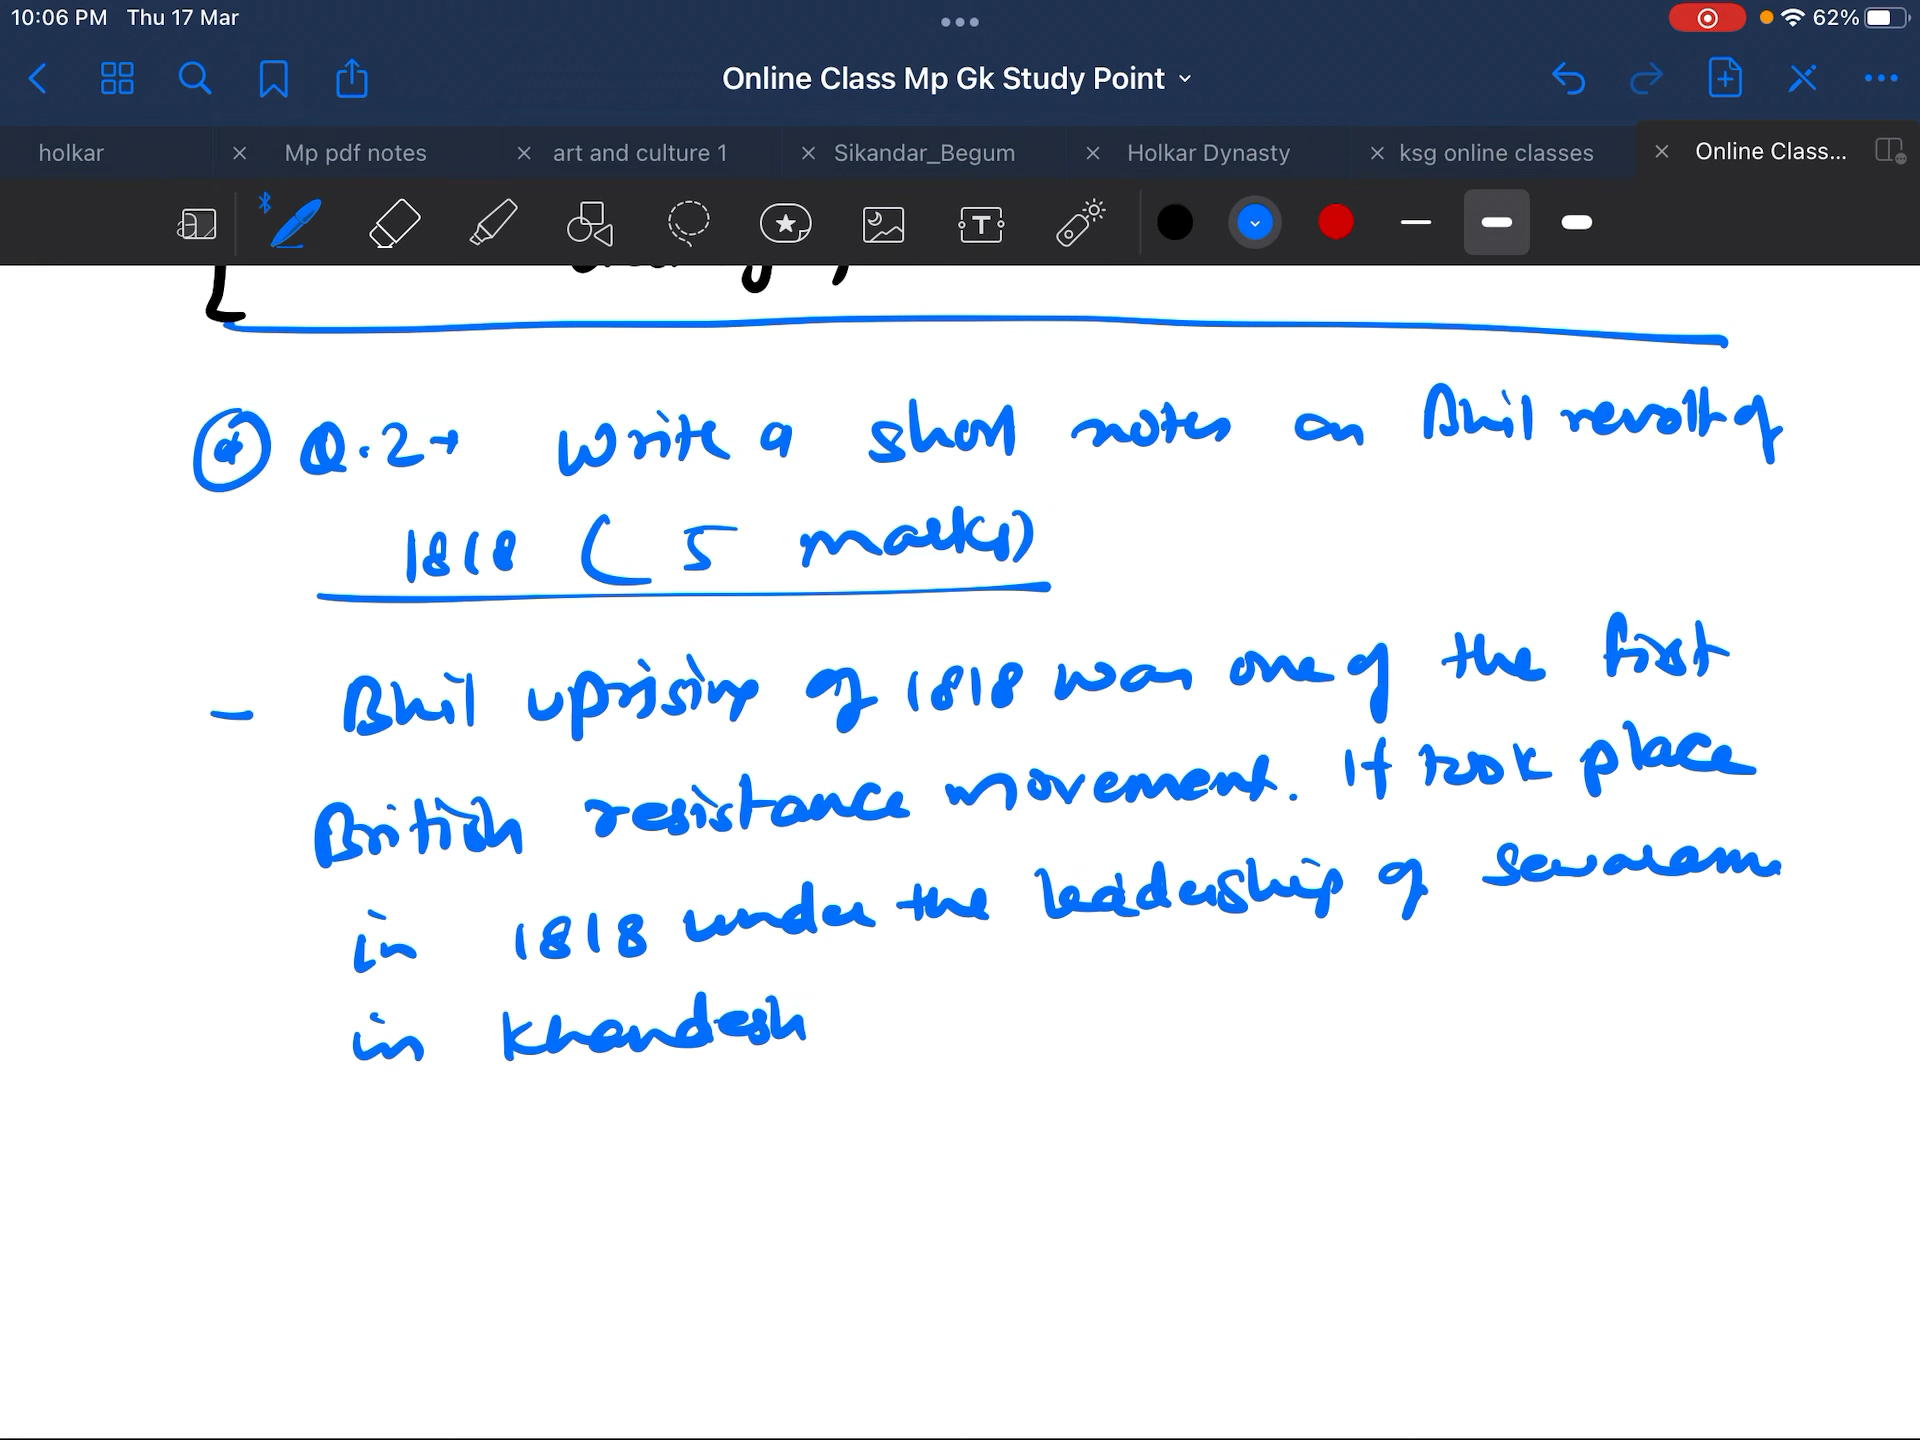 10:06 PM Thu 17 Mar
62%
Online Class Mp Gk Study Point
holkar
Mp pdf notes
art and culture 1
Sikandar_Begum
Holkar Dynasty
ksg online classes
Online Class...
Q.2→ Write a short notes on Bhil revolt of
1818 (5 marks)
- Bhil uprising of 1818 was one of the first
British resistance movement. It took place
in 1818 under the leadership of Sewaram
in Khandesh